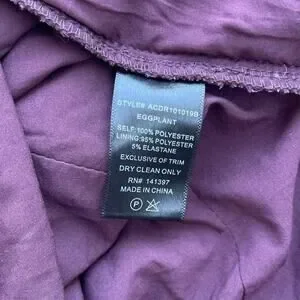 STYLE# ACDR101019B
EGGPLANT
SELF:100% POLYESTER
LINING:95% POLYESTER
5% ELASTANE
EXCLUSIVE OF TRIM
DRY CLEAN ONLY
RN# 141397
MADE IN CHINA
P